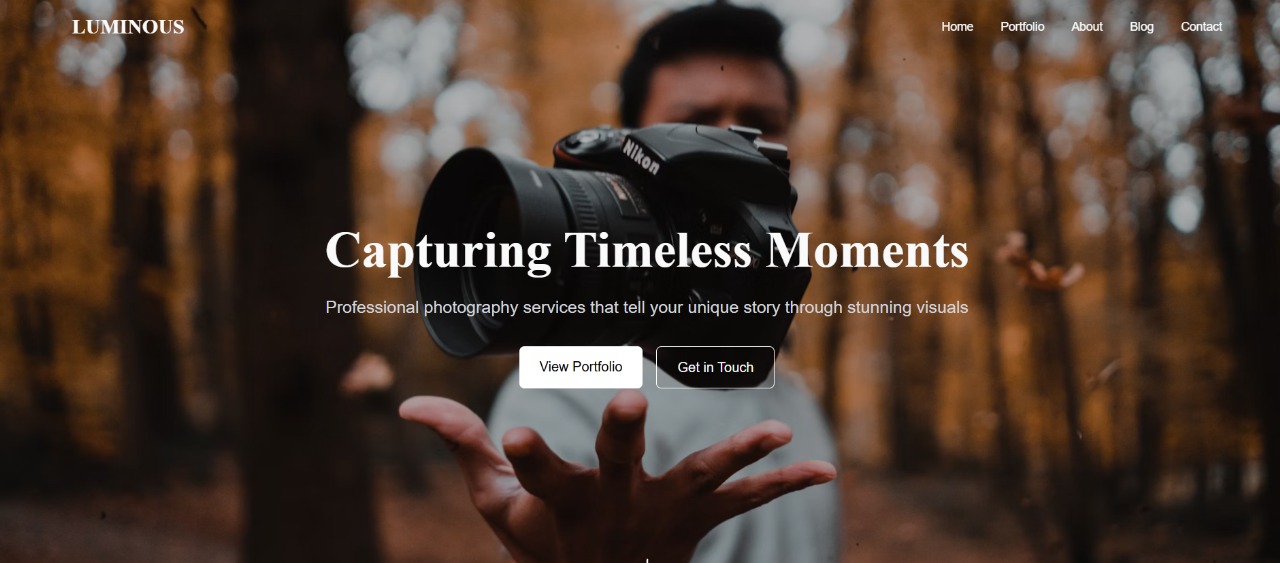 LUMINOUS
Home Portfolio About Blog Contact
Nikon
Capturing Timeless Moments
Professional photography services that tell your unique story through stunning visuals
View Portfolio Get in Touch